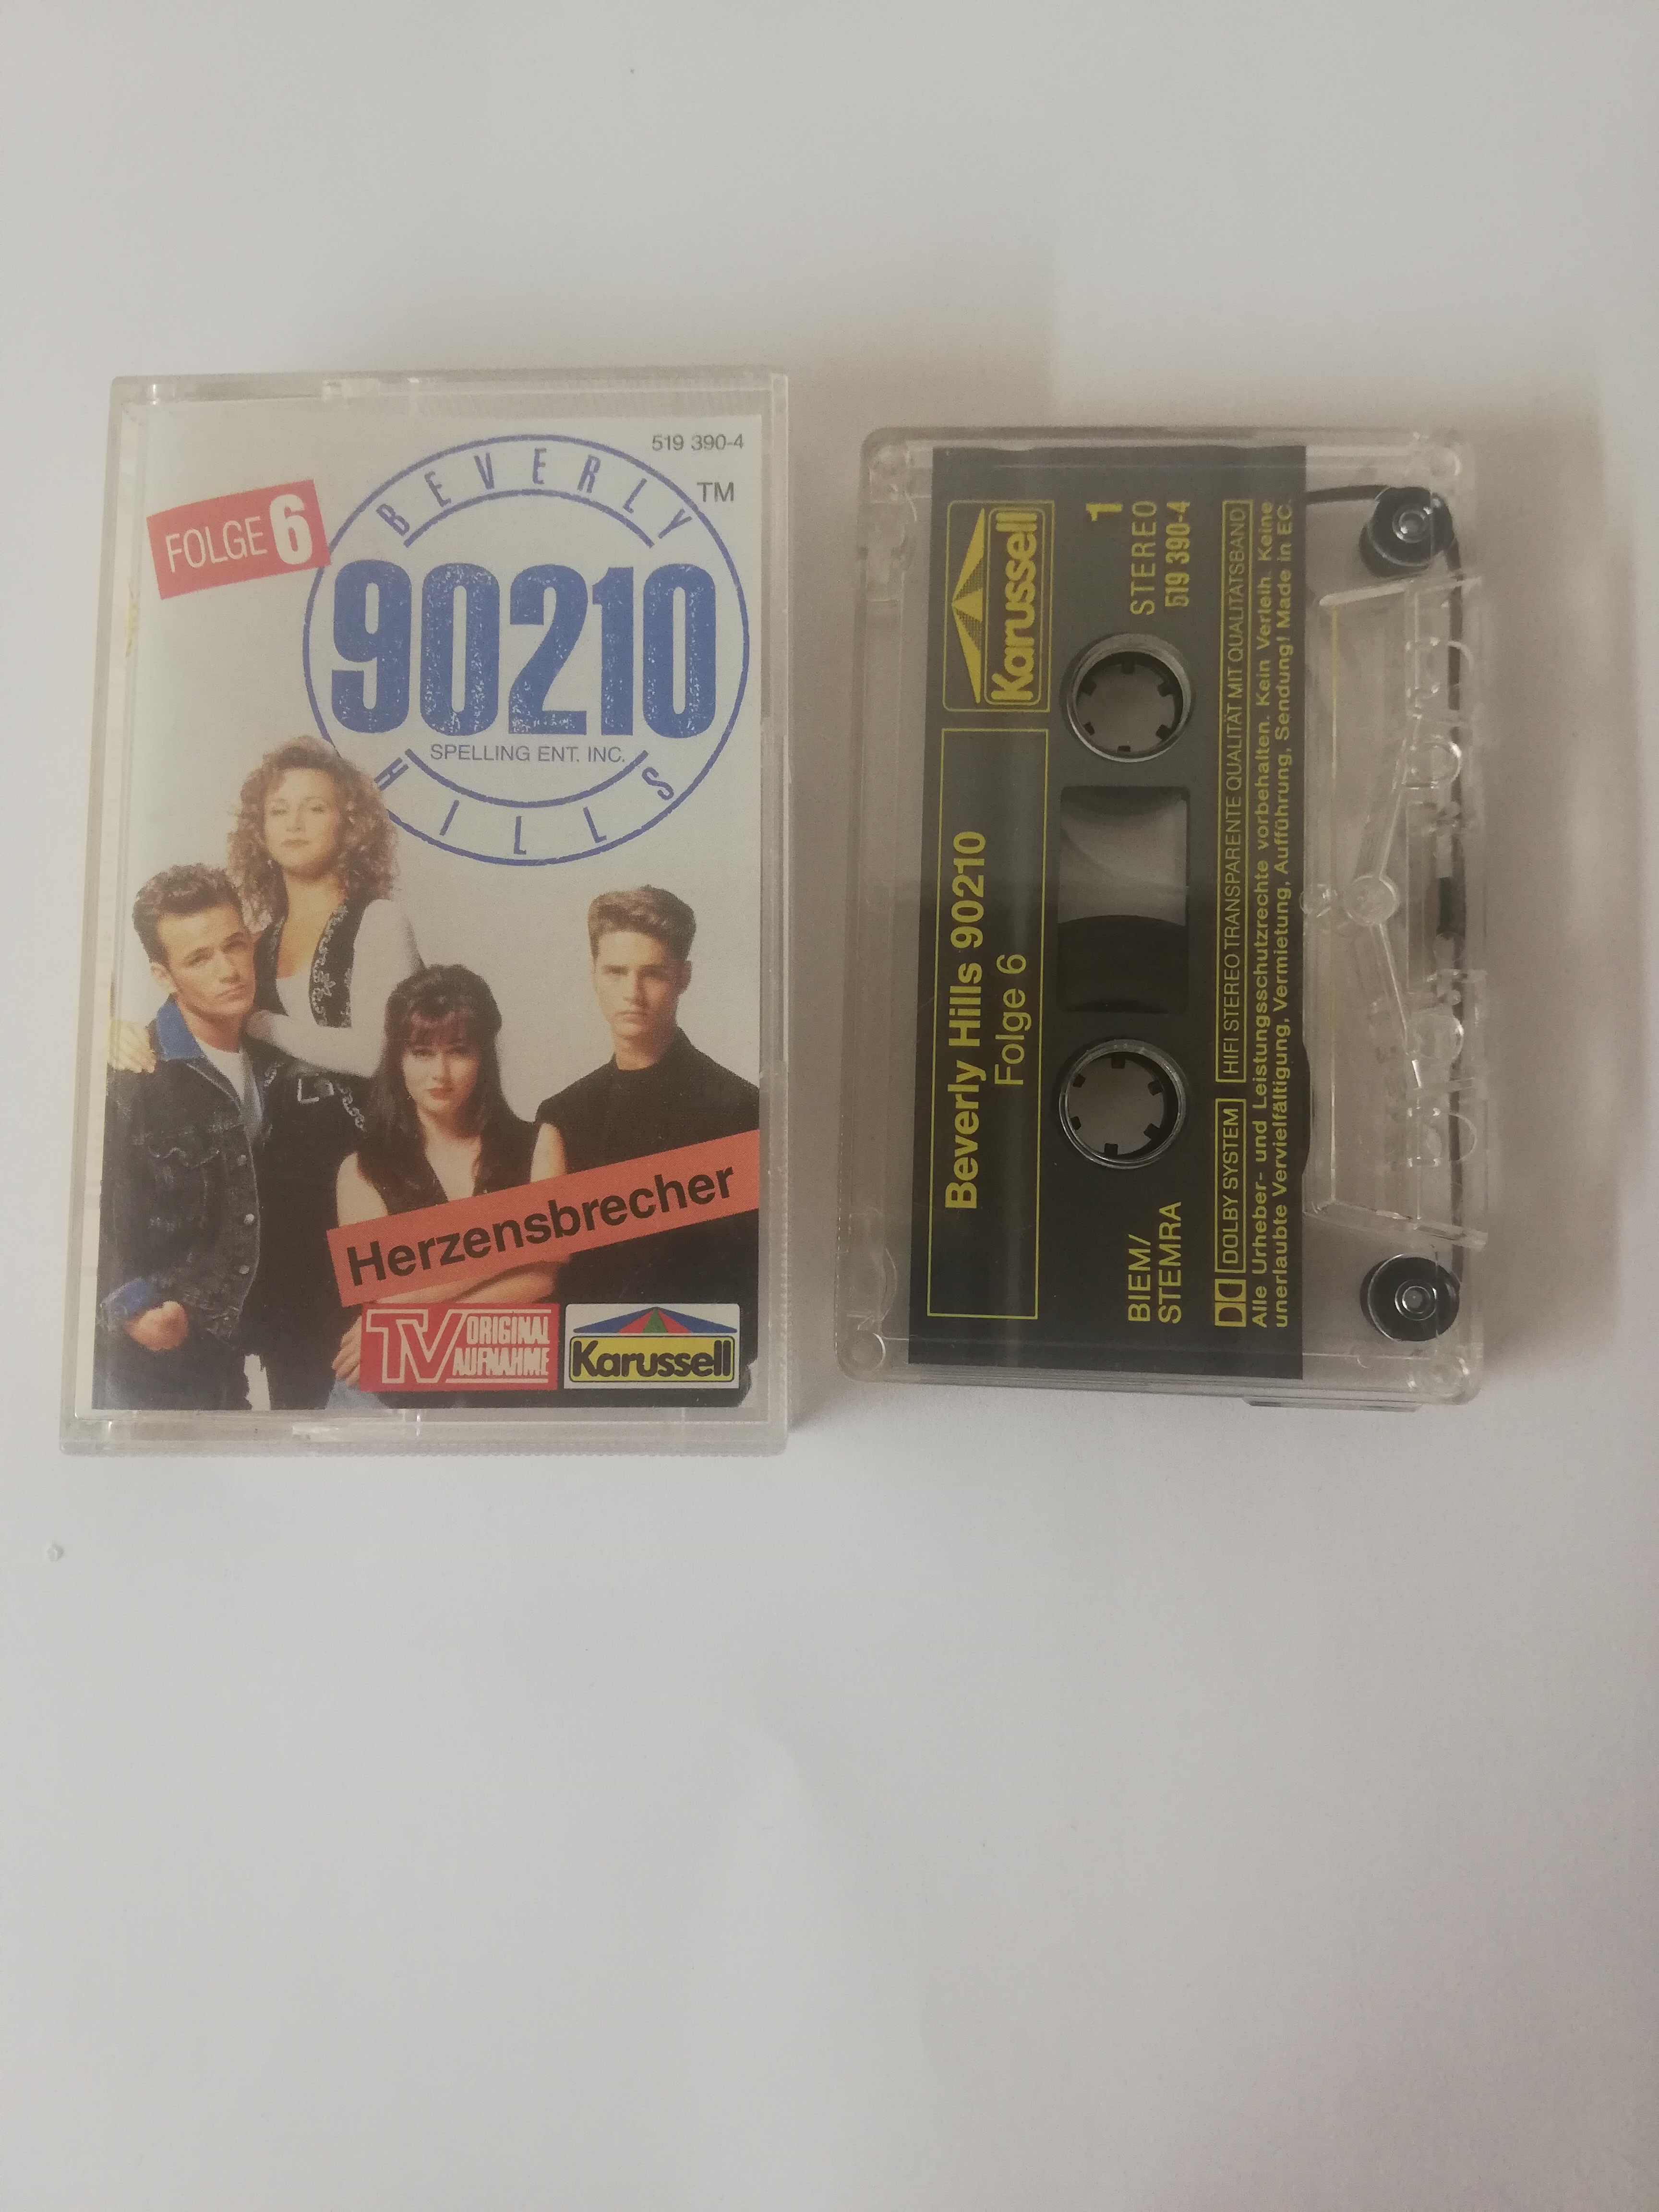 519 390-4
TM
FOLGE 6
BEVERLY
90210
SPELLING ENT. INC.
HILLS
Herzensbrecher
TV ORIGINAL
AUFNAHME
Karussell
Karussell
1
STEREO
519 390-4
Beverly Hills 90210
Folge 6
BIEM/
STEMRA
DOLBY SYSTEM HIFI STEREO TRANSPARENTE QUALITÄT MIT QUALITÄTSBAND
Alle Urheber- und Leistungsschutzrechte vorbehalten. Kein Verleih. Keine
unerlaubte Vervielfältigung, Vermietung, Aufführung, Sendung! Made in EC.